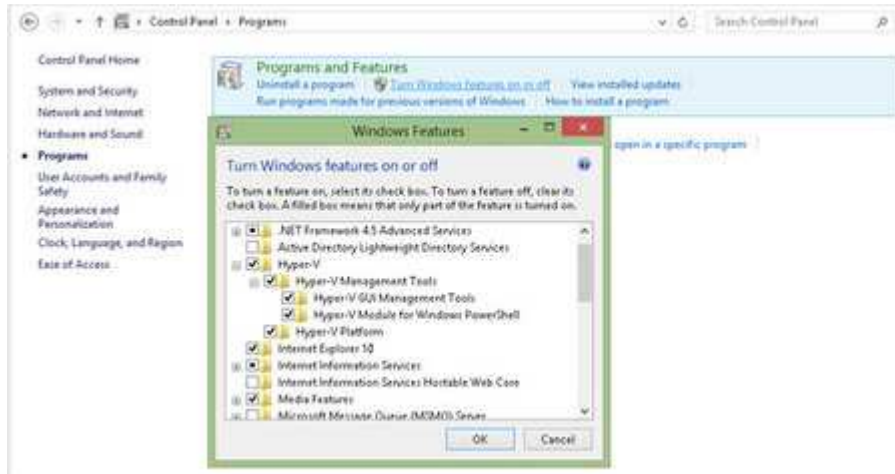 Control Panel Programs
Search Control Panel
Control Panel Home
System and Security
Network and Internet
Hardware and Sound
Programs
User Accounts and Family
Safety
Appearance and
Personalization
Clock, Language, and Region
Ease of Access
Programs and Features
Uninstall a program Turn Windows features on or off View installed updates
Run programs made for previous versions of Windows How to install a program
open in a specific program
Windows Features
Turn Windows features on or off
To turn a feature on, select its check box. To turn a feature off, clear its
check box. A filled box means that only part of the feature is turned on.
.NET Framework 4.5 Advanced Services
Active Directory Lightweight Directory Services
Hyper-V
Hyper-V Management Tools
Hyper-V GUI Management Tools
Hyper-V Module for Windows PowerShell
Hyper-V Platform
Internet Explorer 10
Internet Information Services
Internet Information Services Hostable Web Core
Media Features
Microsoft Message Queue (MSMQ) Server
OK Cancel